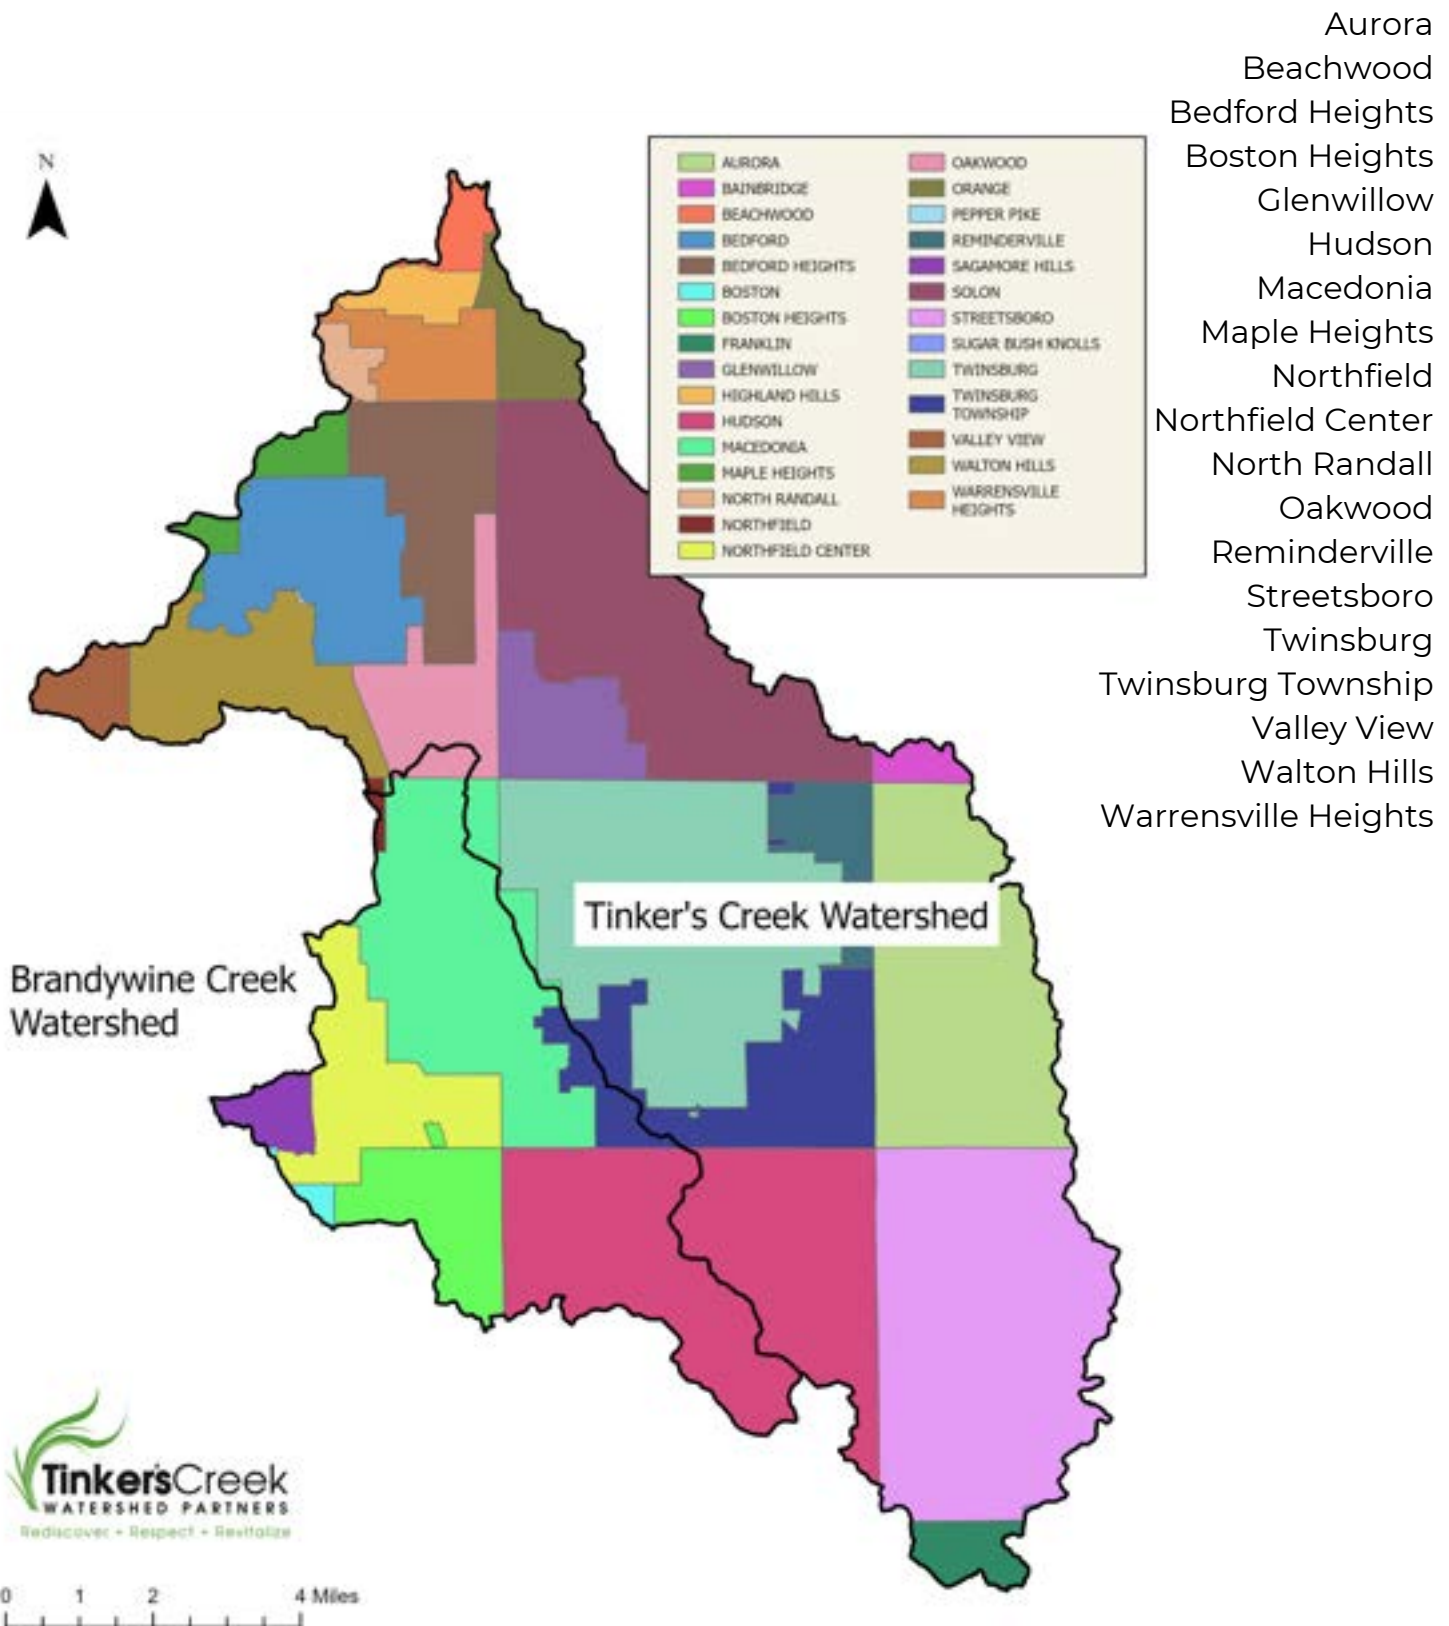 Aurora
Beachwood
Bedford Heights
Boston Heights
Glenwillow
Hudson
Macedonia
Maple Heights
Northfield
Northfield Center
North Randall
Oakwood
Reminderville
Streetsboro
Twinsburg
Twinsburg Township
Valley View
Walton Hills
Warrensville Heights
N
AURORA
BAINBRIDGE
BEACHWOOD
BEDFORD
BEDFORD HEIGHTS
BOSTON
BOSTON HEIGHTS
FRANKLIN
GLENWILLOW
HIGHLAND HILLS
HUDSON
MACEDONIA
MAPLE HEIGHTS
NORTH RANDALL
NORTHFIELD
NORTHFIELD CENTER
OAKWOOD
ORANGE
PEPPER PIKE
REMINDERVILLE
SAGAMORE HILLS
SOLON
STREETSBORO
SUGAR BUSH KNOLLS
TWINSBURG
TWINSBURG
TOWNSHIP
VALLEY VIEW
WALTON HILLS
WARRENSVILLE
HEIGHTS
Tinker's Creek Watershed
Brandywine Creek
Watershed
Tinker'sCreek
WATERSHED PARTNERS
Rediscover • Respect • Revitalize
0 1 2 4 Miles